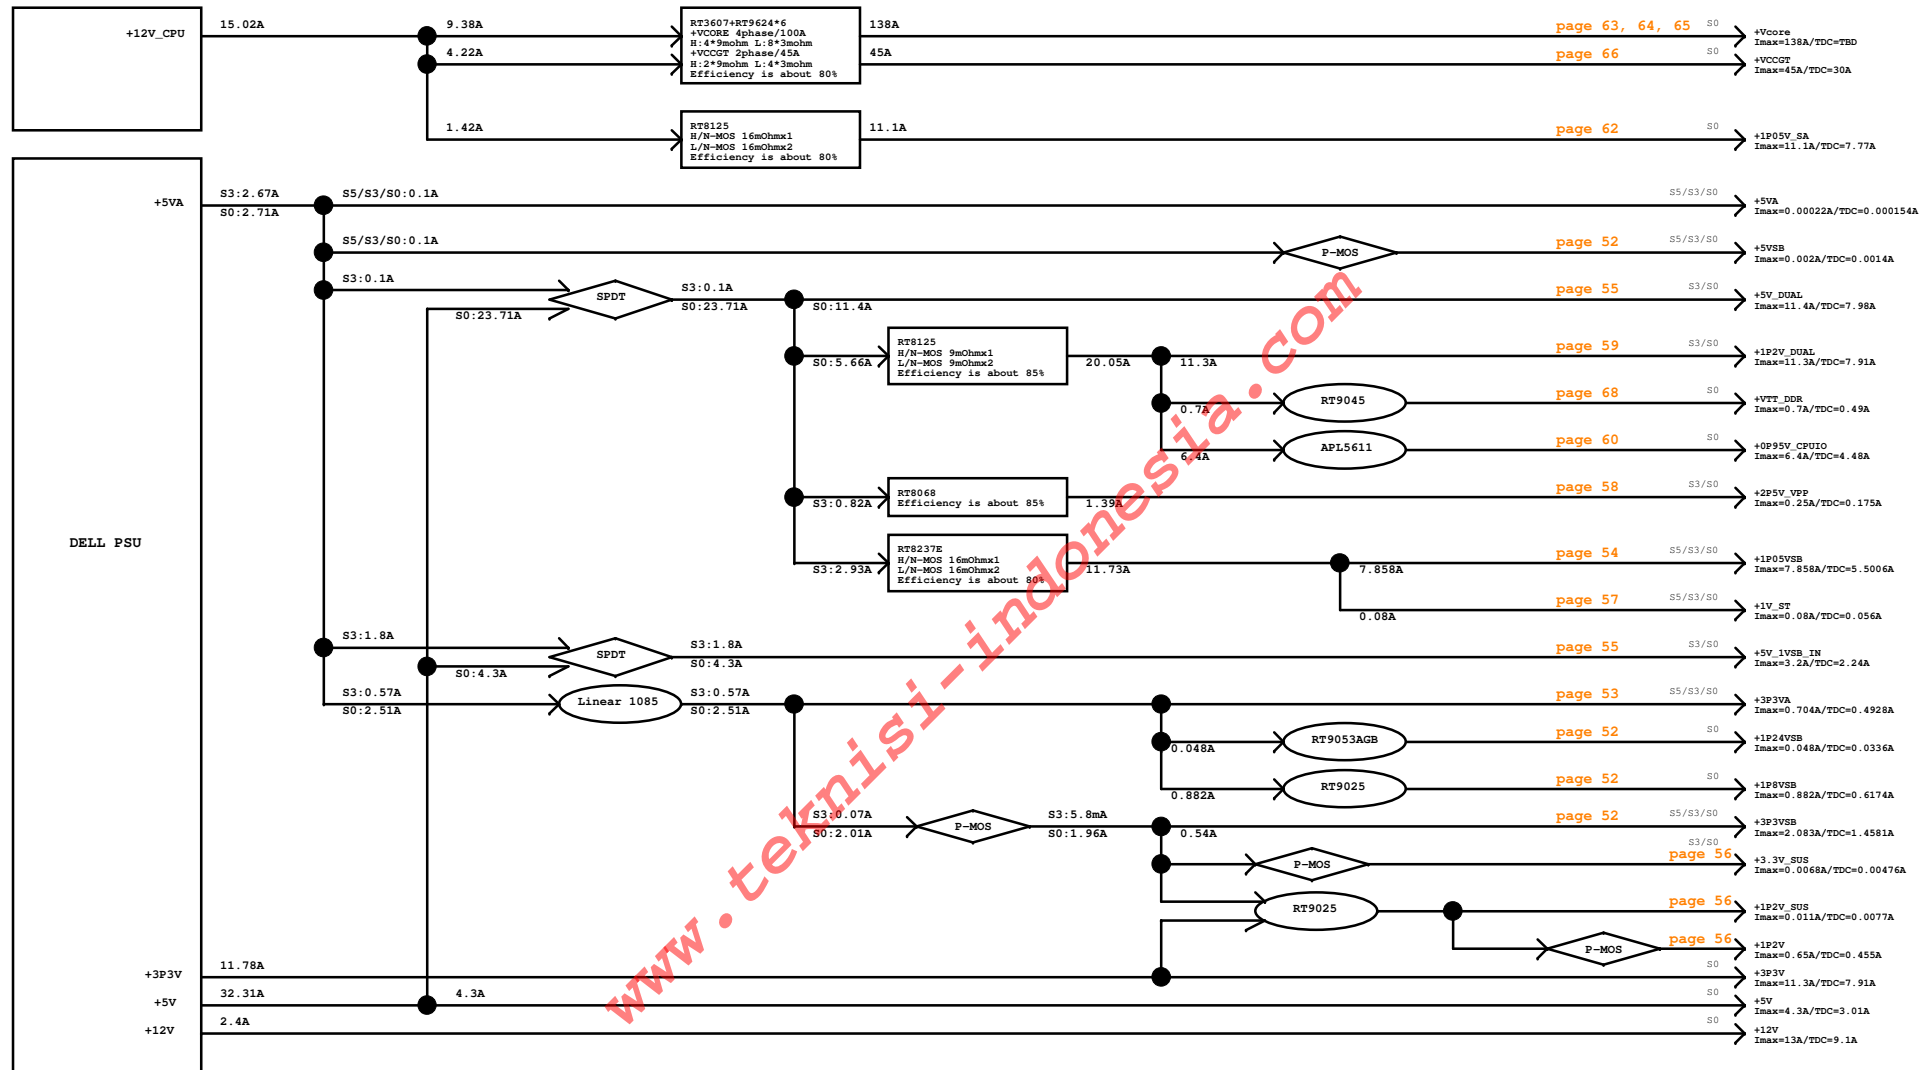 +12V_CPU
15.02A
9.38A
4.22A
1.42A
RT3607+RT9624*6
+VCORE 4phase/100A
H:4*9mohm L:8*3mohm
+VCCGT 2phase/45A
H:2*9mohm L:4*3mohm
Efficiency is about 80%
138A
45A
page 63, 64, 65
S0
+Vcore
Imax=138A/TDC=TBD
page 66
S0
+VCCGT
Imax=45A/TDC=30A
RT8125
H/N-MOS 16mOhmx1
L/N-MOS 16mOhmx2
Efficiency is about 80%
11.1A
page 62
S0
+1P05V_SA
Imax=11.1A/TDC=7.77A
DELL PSU
+5VA
S3:2.67A
S0:2.71A
S5/S3/S0:0.1A
S5/S3/S0
+5VA
Imax=0.00022A/TDC=0.000154A
S5/S3/S0:0.1A
P-MOS
page 52
S5/S3/S0
+5VSB
Imax=0.002A/TDC=0.0014A
S3:0.1A
S0:23.71A
SPDT
S3:0.1A
S0:23.71A
S0:11.4A
page 55
S3/S0
+5V_DUAL
Imax=11.4A/TDC=7.98A
S0:5.66A
RT8125
H/N-MOS 9mOhmx1
L/N-MOS 9mOhmx2
Efficiency is about 85%
20.05A
11.3A
page 59
S3/S0
+1P2V_DUAL
Imax=11.3A/TDC=7.91A
0.7A
RT9045
page 68
S0
+VTT_DDR
Imax=0.7A/TDC=0.49A
6.4A
APL5611
page 60
S0
+0P95V_CPUIO
Imax=6.4A/TDC=4.48A
S3:0.82A
RT8068
Efficiency is about 85%
1.39A
page 58
S3/S0
+2P5V_VPP
Imax=0.25A/TDC=0.175A
S3:2.93A
RT8237E
H/N-MOS 16mOhmx1
L/N-MOS 16mOhmx2
Efficiency is about 80%
11.73A
7.858A
page 54
S5/S3/S0
+1P05VSB
Imax=7.858A/TDC=5.5006A
0.08A
page 57
S5/S3/S0
+1V_ST
Imax=0.08A/TDC=0.056A
S3:1.8A
S0:4.3A
SPDT
S3:1.8A
S0:4.3A
page 55
S3/S0
+5V_1VSB_IN
Imax=3.2A/TDC=2.24A
S3:0.57A
S0:2.51A
Linear 1085
S3:0.57A
S0:2.51A
page 53
S5/S3/S0
+3P3VA
Imax=0.704A/TDC=0.4928A
0.048A
RT9053AGB
page 52
S0
+1P24VSB
Imax=0.048A/TDC=0.0336A
0.882A
RT9025
page 52
S0
+1P8VSB
Imax=0.882A/TDC=0.6174A
S3:0.07A
S0:2.01A
P-MOS
S3:5.8mA
S0:1.96A
0.54A
page 52
S5/S3/S0
+3P3VSB
Imax=2.083A/TDC=1.4581A
P-MOS
S3/S0
page 56
+3.3V_SUS
Imax=0.0068A/TDC=0.00476A
RT9025
page 56
+1P2V_SUS
Imax=0.011A/TDC=0.0077A
P-MOS
page 56
+1P2V
Imax=0.65A/TDC=0.455A
+3P3V
11.78A
S0
+3P3V
Imax=11.3A/TDC=7.91A
+5V
32.31A
4.3A
S0
+5V
Imax=4.3A/TDC=3.01A
+12V
2.4A
S0
+12V
Imax=13A/TDC=9.1A
www.teknisi-indonesia.com